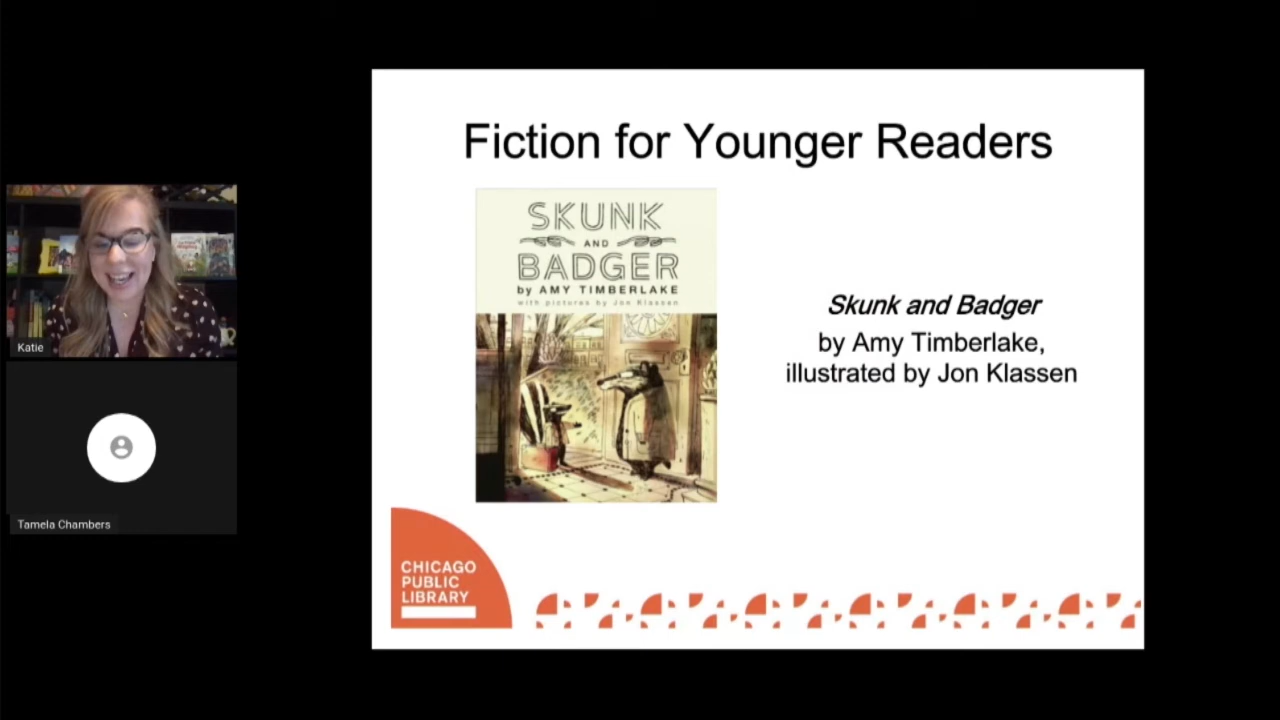 Fiction for Younger Readers
SKUNK
AND
BADGER
by AMY TIMBERLAKE
with pictures by Jon Klassen
Skunk and Badger
by Amy Timberlake,
illustrated by Jon Klassen
Katie
Tamela Chambers
CHICAGO
PUBLIC
LIBRARY